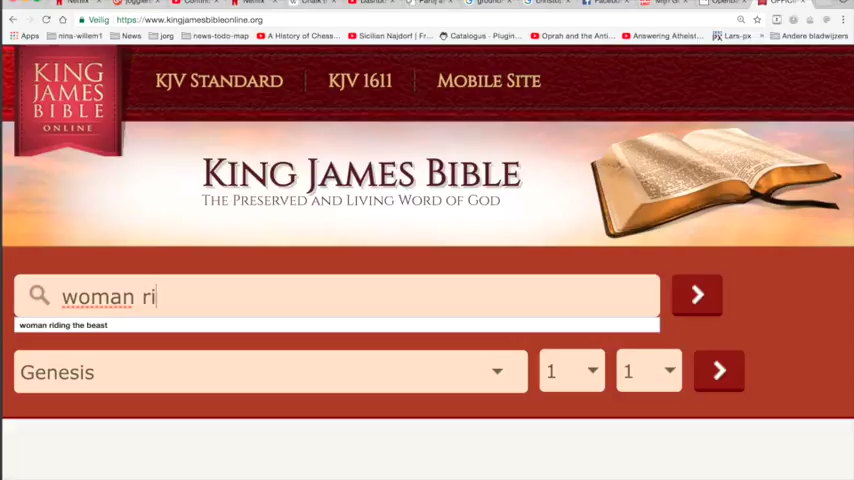 Netflix
Netflix
Veilig https://www.kingjamesbibleonline.org
Apps nins-willem1 News jorg news-todo-map A History of Chess... Sicilian Najdorf | Fr... Catalogus - Plugin... Oprah and the Anti... Answering Atheist... Lars-px » Andere bladwijzers
KING
JAMES
BIBLE
ONLINE
KJV STANDARD KJV 1611 MOBILE SITE
KING JAMES BIBLE
THE PRESERVED AND LIVING WORD OF GOD
woman ri
woman riding the beast
Genesis 1 1